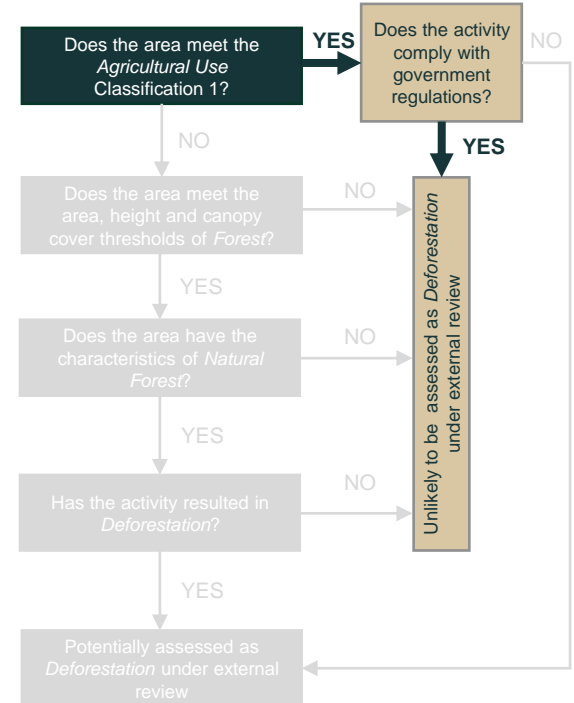 Does the area meet the
Agricultural Use
Classification 1?
YES
Does the activity
comply with
government
regulations?
NO
NO
YES
Does the area meet the
area, height and canopy
cover thresholds of Forest?
NO
Unlikely to be assessed as Deforestation
under external review
YES
Does the area have the
characteristics of Natural
Forest?
NO
YES
Has the activity resulted in
Deforestation?
NO
YES
Potentially assessed as
Deforestation under external
review